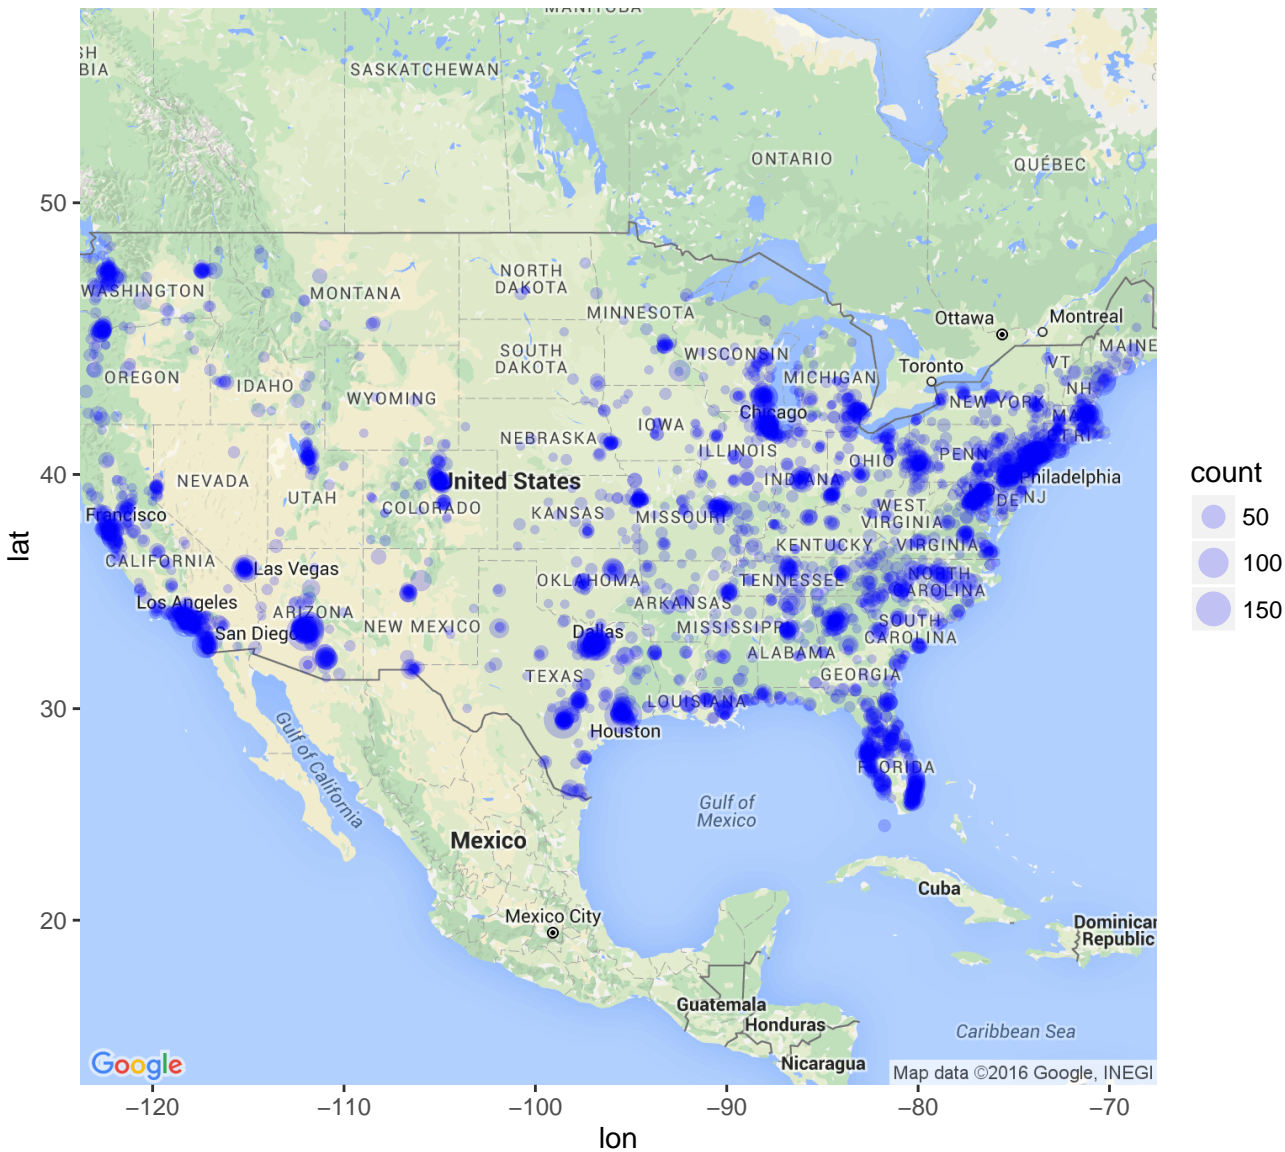 MANITOBA
SH
BIA
SASKATCHEWAN
ONTARIO
QUÉBEC
50
WASHINGTON
MONTANA
NORTH
DAKOTA
MINNESOTA
Ottawa
Montreal
MAINE
VT
Toronto
WISCONSIN
MICHIGAN
SOUTH
DAKOTA
OREGON
IDAHO
WYOMING
NH
NEW YORK
MA
RI
Chicago
IOWA
NEBRASKA
ILLINOIS
OHIO
PENN
40
NEVADA
UTAH
United States
COLORADO
INDIANA
Philadelphia
DE
NJ
KANSAS
MISSOURI
WEST
VIRGINIA
Francisco
KENTUCKY
VIRGINIA
CALIFORNIA
Las Vegas
OKLAHOMA
TENNESSEE
NORTH
CAROLINA
Los Angeles
ARIZONA
ARKANSAS
San Diego
NEW MEXICO
Dallas
MISSISSIPPI
SOUTH
CAROLINA
ALABAMA
TEXAS
GEORGIA
LOUISIANA
30
Houston
Gulf of California
FLORIDA
Gulf of
Mexico
Mexico
Cuba
20
Mexico City
Dominican
Republic
Guatemala
Honduras
Caribbean Sea
Nicaragua
Google
Map data ©2016 Google, INEGI
−120
−110
−100
−90
−80
−70
lon
lat
count
50
100
150